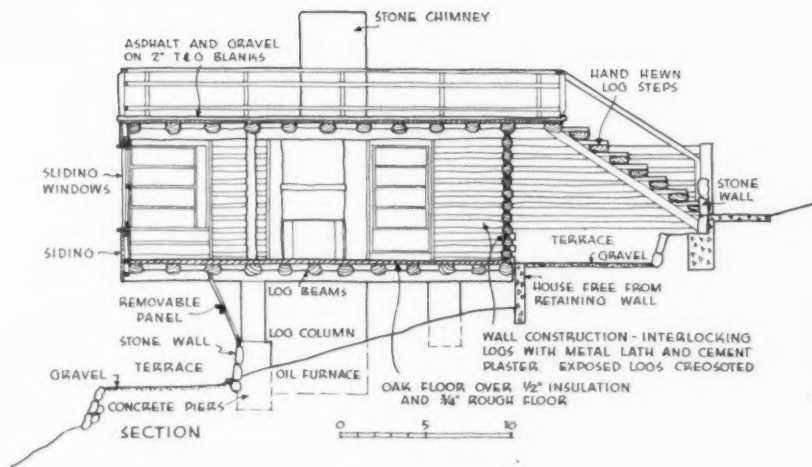 STONE CHIMNEY
ASPHALT AND GRAVEL
ON 2" T&G BLANKS
HAND HEWN
LOG STEPS
SLIDING
WINDOWS
STONE
WALL
SIDING
TERRACE
GRAVEL
LOG BEAMS
HOUSE FREE FROM
RETAINING WALL
REMOVABLE
PANEL
LOG COLUMN
STONE WALL
WALL CONSTRUCTION - INTERLOCKING
LOGS WITH METAL LATH AND CEMENT
PLASTER EXPOSED LOGS CREOSOTED
TERRACE
GRAVEL
OIL FURNACE
OAK FLOOR OVER 1/2" INSULATION
AND 3/4" ROUGH FLOOR
CONCRETE PIERS
SECTION
0 5 10